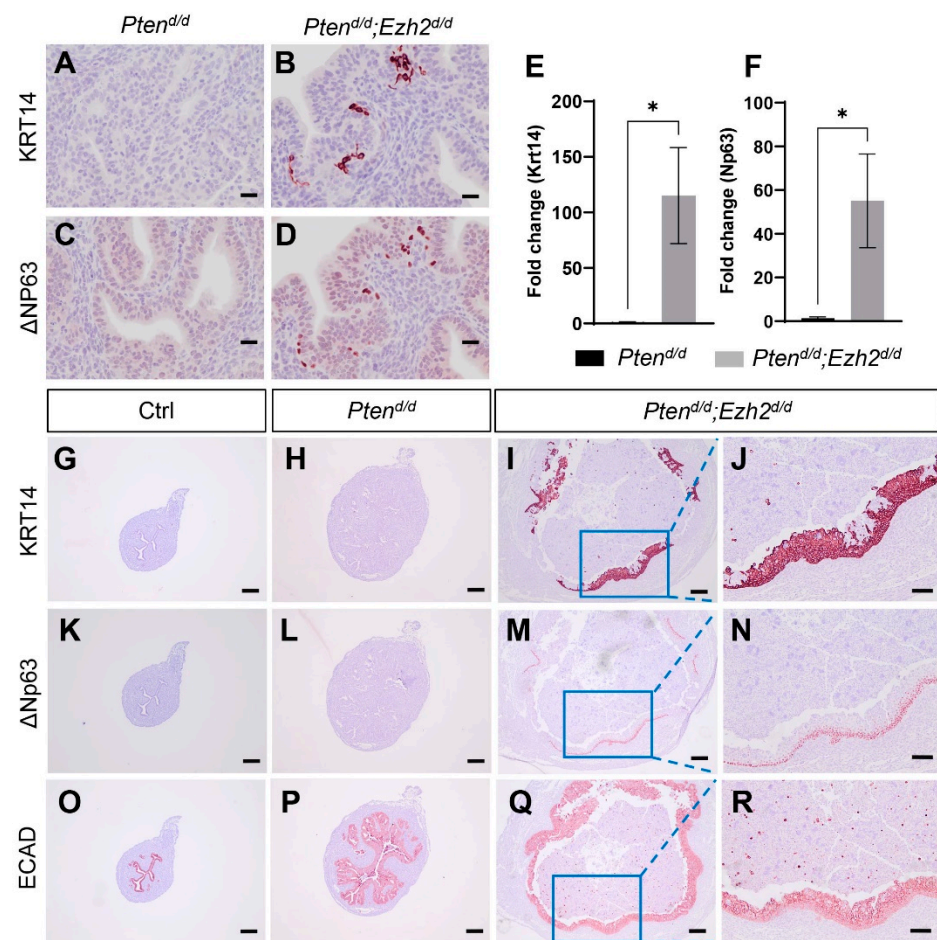 Pten^d/d Pten^d/d;Ezh2^d/d
A B E F
KRT14
C D
ΔNP63
Fold change (Krt14)
200
150
100
50
0
*
Fold change (Np63)
100
80
60
40
20
0
*
Pten^d/d Pten^d/d;Ezh2^d/d
Ctrl Pten^d/d Pten^d/d;Ezh2^d/d
G H I J
KRT14
K L M N
ΔNp63
O P Q R
ECAD